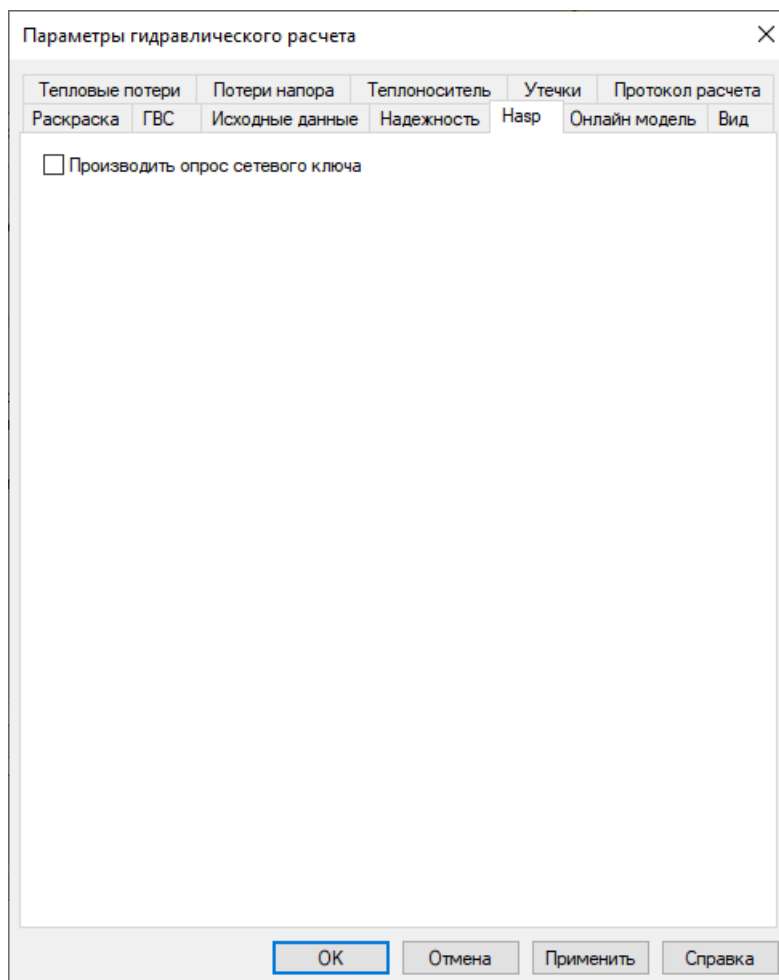 Параметры гидравлического расчета
Тепловые потери Потери напора Теплоноситель Утечки Протокол расчета
Раскраска ГВС Исходные данные Надежность Hasp Онлайн модель Вид
Производить опрос сетевого ключа
OK Отмена Применить Справка